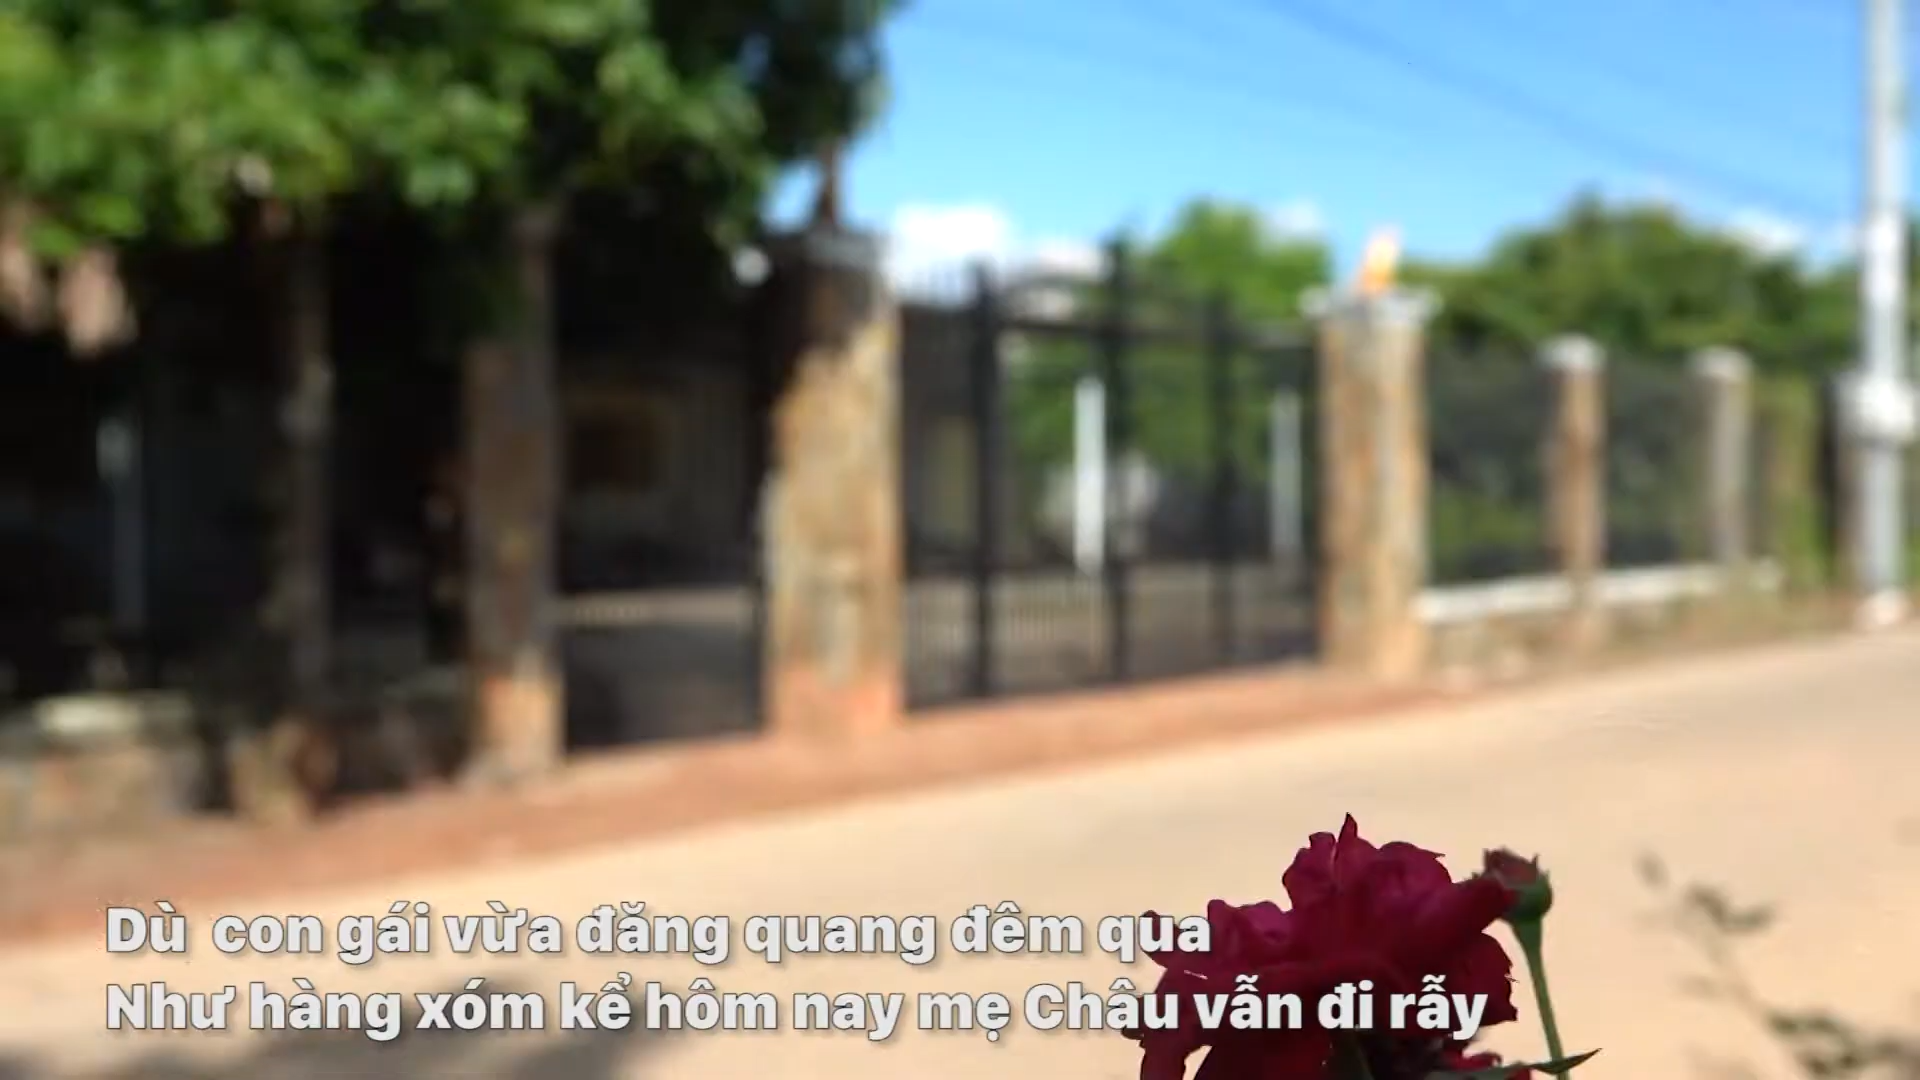 Dù con gái vừa đăng quang đêm qua
Như hàng xóm kể hôm nay mẹ Châu vẫn đi rẫy